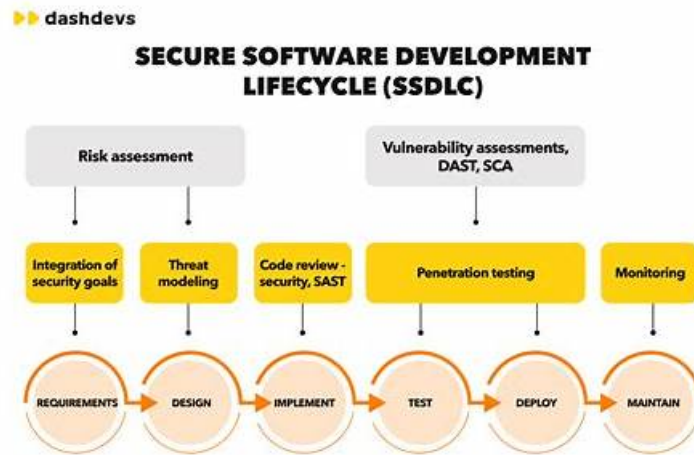 dashdevs
SECURE SOFTWARE DEVELOPMENT
LIFECYCLE (SSDLC)
Risk assessment
Vulnerability assessments,
DAST, SCA
Integration of
security goals
Threat
modeling
Code review -
security, SAST
Penetration testing
Monitoring
REQUIREMENTS
DESIGN
IMPLEMENT
TEST
DEPLOY
MAINTAIN